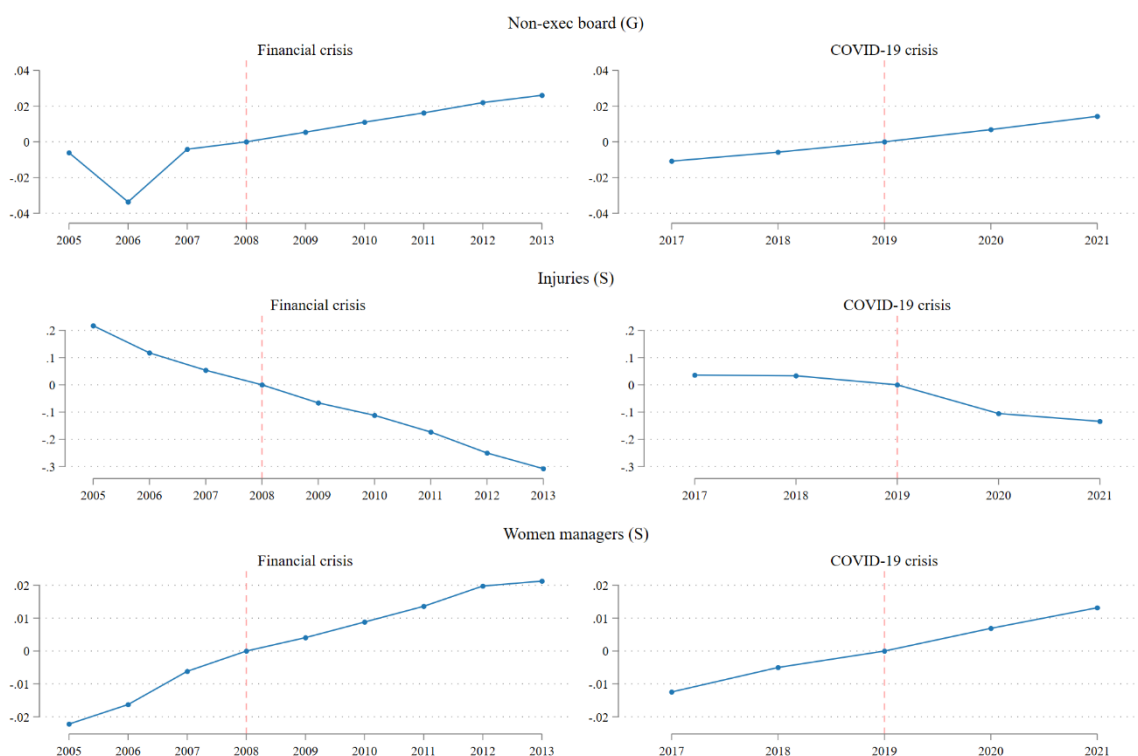 Non-exec board (G)
Financial crisis
.04
.02
0
-.02
-.04
2005 2006 2007 2008 2009 2010 2011 2012 2013
COVID-19 crisis
.04
.02
0
-.02
-.04
2017 2018 2019 2020 2021
Injuries (S)
Financial crisis
.2
.1
0
-.1
-.2
-.3
2005 2006 2007 2008 2009 2010 2011 2012 2013
COVID-19 crisis
.2
.1
0
-.1
-.2
-.3
2017 2018 2019 2020 2021
Women managers (S)
Financial crisis
.02
.01
0
-.01
-.02
2005 2006 2007 2008 2009 2010 2011 2012 2013
COVID-19 crisis
.02
.01
0
-.01
-.02
2017 2018 2019 2020 2021